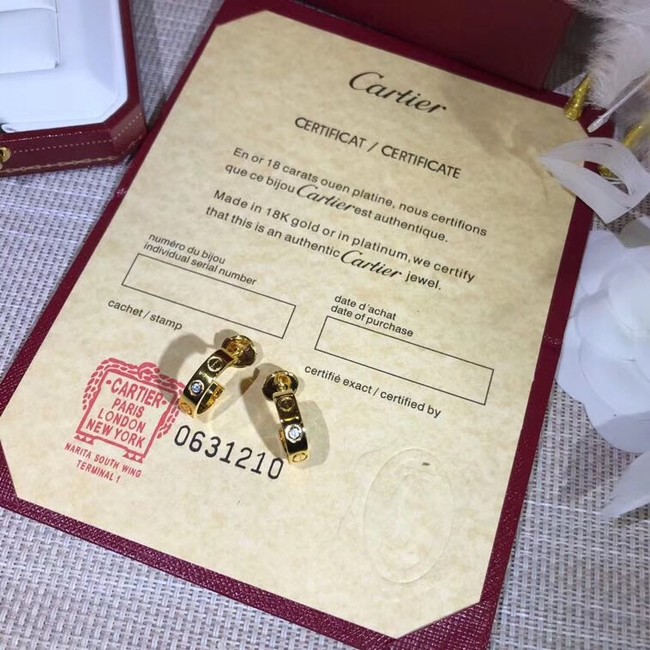 Cartier
CERTIFICAT / CERTIFICATE
En or 18 carats ouen platine, nous certifions
que ce bijou Cartier est authentique.
Made in 18K gold or in platinum, we certify
that this is an authentic Cartier jewel.
numéro du bijou
individual serial number
date d'achat
date of purchase
cachet / stamp
certifié exact / certified by
CARTIER
PARIS
LONDON
NEW YORK
NARITA SOUTH WING
TERMINAL 1
0631210